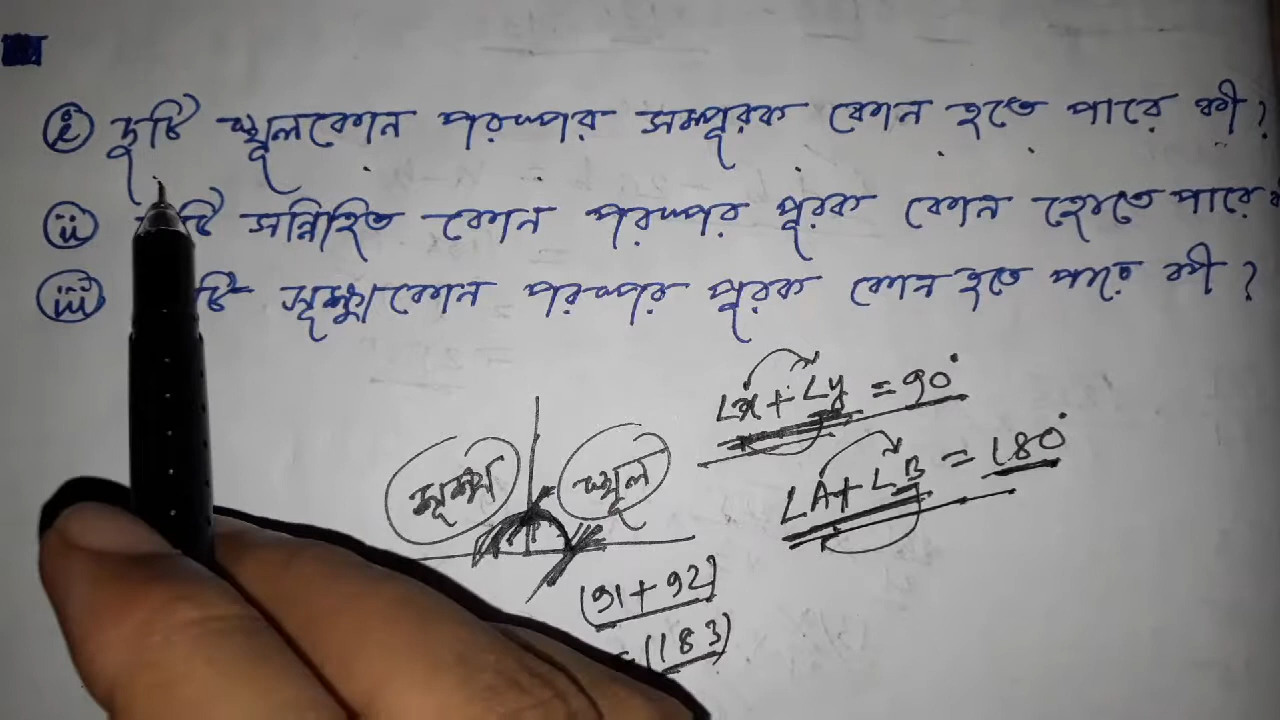 (i) দুটি স্থূলকোন পরস্পর সম্পূরক কোন হতে পারে কী?
(ii) টি সন্নিহিত কোন পরস্পর পূরক কোন হোতে পারে
(iii) টি সূক্ষ্মকোন পরস্পর পূরক কোন হতে পারে কী?
∠x+∠y = 90°
∠A+∠B = 180°
সূক্ষ্ম স্থূল
(91+92)
=(183)